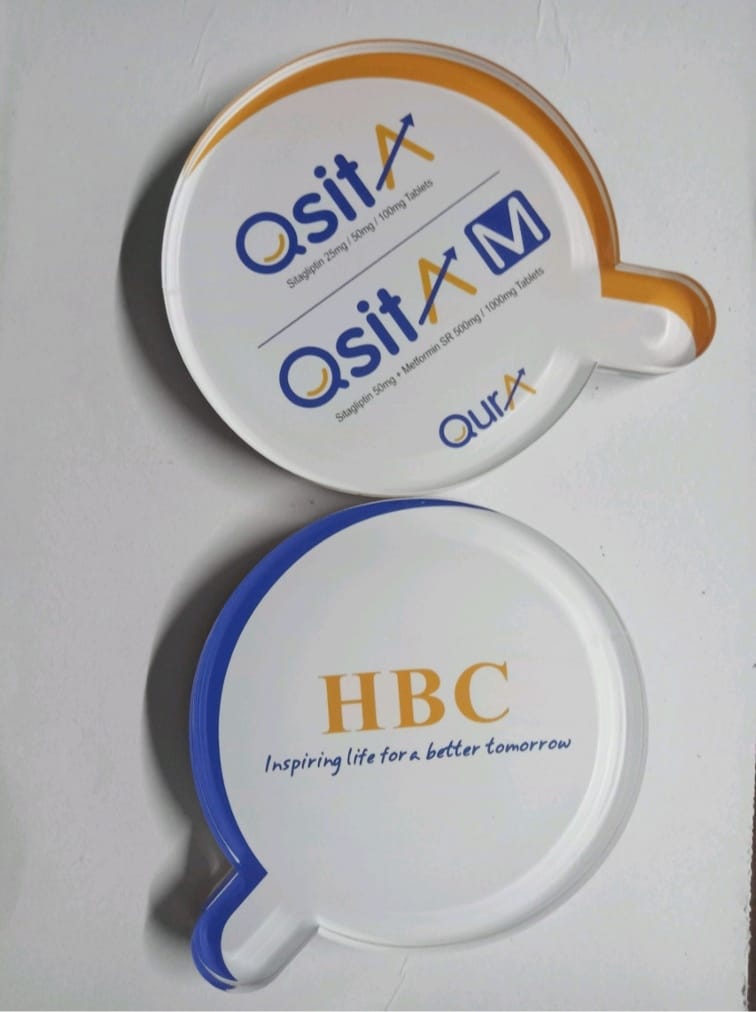 QsitA
Sitagliptin 25mg / 50mg / 100mg Tablets
QsitA M
Sitagliptin 50mg + Metformin SR 500mg / 1000mg Tablets
QurA
HBC
Inspiring life for a better tomorrow